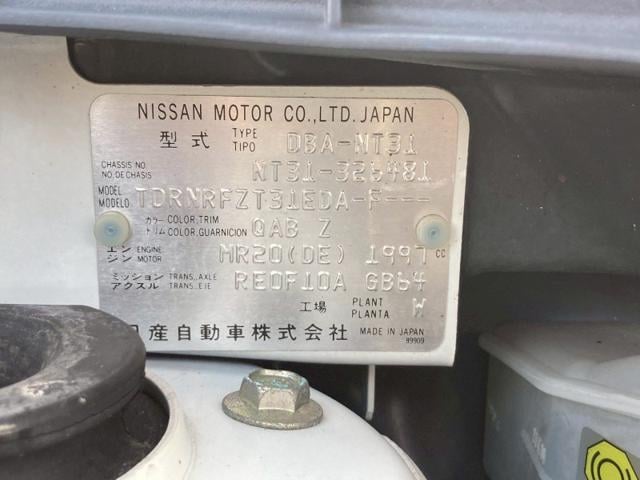 NISSAN MOTOR CO.,LTD. JAPAN
型式 TYPE TIPO DBA-NT31
CHASSIS NO. NO. DE CHASIS NT31-326481
MODEL MODELO TDRNRFZT31EDA-F---
カラー COLOR, TRIM トリム COLOR, GUARNICION QAB Z
エンジン ENGINE MOTOR MR20(DE) 1997 cc
ミッション TRANS., AXLE アクスル TRANS., EJE RE0F10A GB64
工場 PLANT PLANTA W
日産自動車株式会社 MADE IN JAPAN
99909